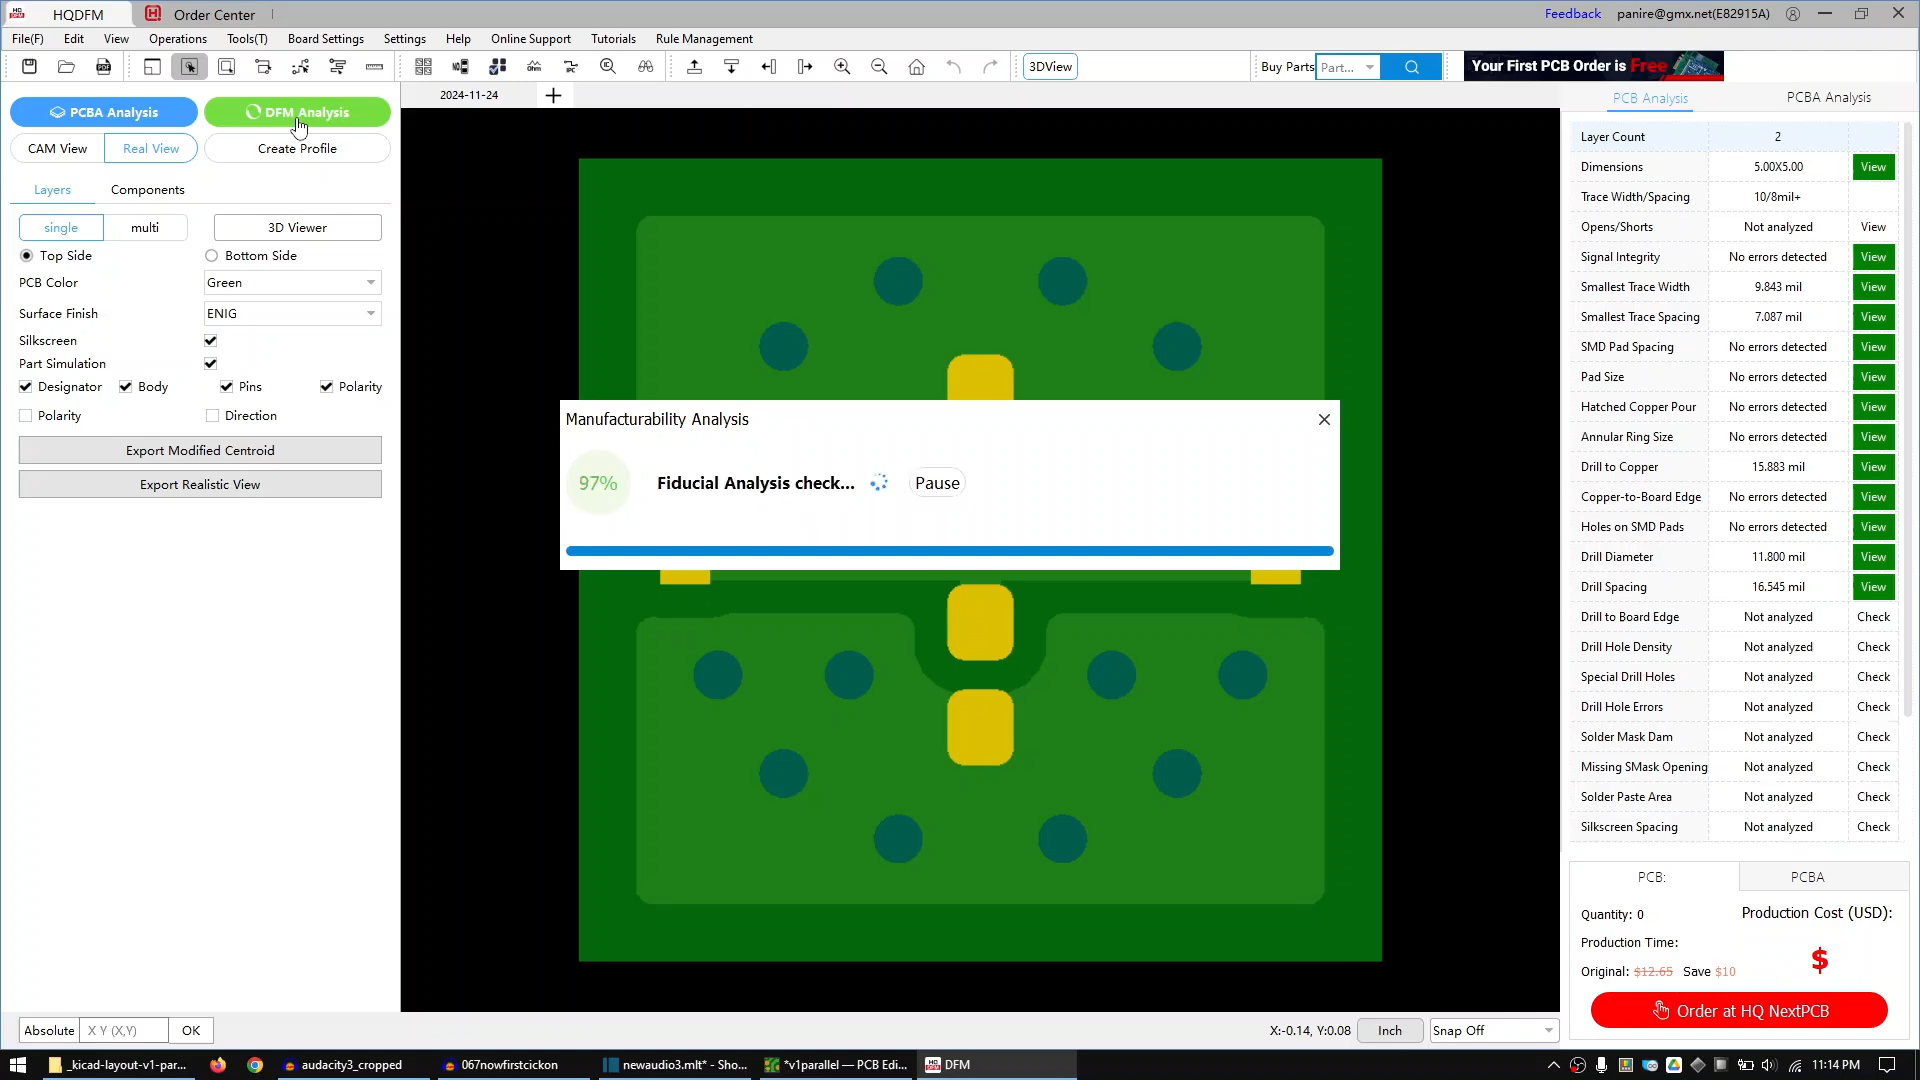 HQDFM
Order Center
Feedback
panire@gmx.net(E82915A)
File(F) Edit View Operations Tools(T) Board Settings Settings Help Online Support Tutorials Rule Management
3DView
Buy Parts
Part...
Your First PCB Order is Free
PCBA Analysis
DFM Analysis
CAM View
Real View
Create Profile
2024-11-24
Layers
Components
single
multi
3D Viewer
Top Side
Bottom Side
PCB Color
Green
Surface Finish
ENIG
Silkscreen
Part Simulation
Designator
Body
Pins
Polarity
Polarity
Direction
Export Modified Centroid
Export Realistic View
Manufacturability Analysis
97%
Fiducial Analysis check...
Pause
PCB Analysis
PCBA Analysis
Layer Count 2
Dimensions 5.00X5.00 View
Trace Width/Spacing 10/8mil+
Opens/Shorts Not analyzed View
Signal Integrity No errors detected View
Smallest Trace Width 9.843 mil View
Smallest Trace Spacing 7.087 mil View
SMD Pad Spacing No errors detected View
Pad Size No errors detected View
Hatched Copper Pour No errors detected View
Annular Ring Size No errors detected View
Drill to Copper 15.883 mil View
Copper-to-Board Edge No errors detected View
Holes on SMD Pads No errors detected View
Drill Diameter 11.800 mil View
Drill Spacing 16.545 mil View
Drill to Board Edge Not analyzed Check
Drill Hole Density Not analyzed Check
Special Drill Holes Not analyzed Check
Drill Hole Errors Not analyzed Check
Solder Mask Dam Not analyzed Check
Missing SMask Opening Not analyzed Check
Solder Paste Area Not analyzed Check
Silkscreen Spacing Not analyzed Check
PCB:
PCBA
Quantity: 0
Production Cost (USD):
Production Time:
$
Original: $12.65 Save $10
Order at HQ NextPCB
Absolute
X Y (X,Y)
OK
X:-0.14, Y:0.08
Inch
Snap Off
_kicad-layout-v1-par...
audacity3_cropped
067nowfirstcickon
newaudio3.mlt* - Sho...
*v1parallel — PCB Edi...
DFM
11:14 PM